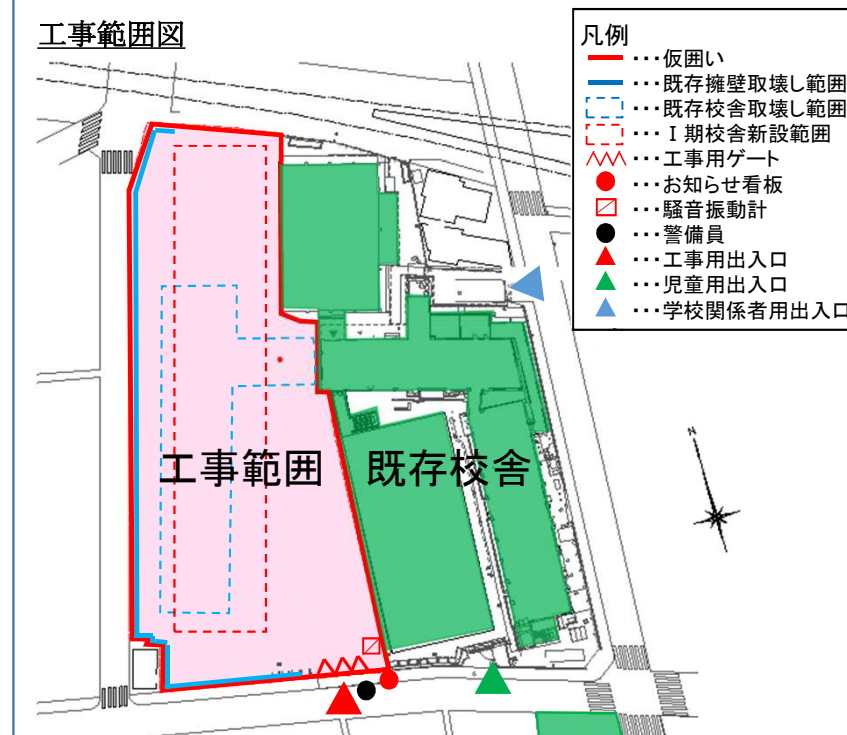 工事範囲図
凡例
・・・仮囲い
・・・既存擁壁取壊し範囲
・・・既存校舎取壊し範囲
・・・Ⅰ期校舎新設範囲
・・・工事用ゲート
・・・お知らせ看板
・・・騒音振動計
・・・警備員
・・・工事用出入口
・・・児童用出入口
・・・学校関係者用出入口
工事範囲
既存校舎
N